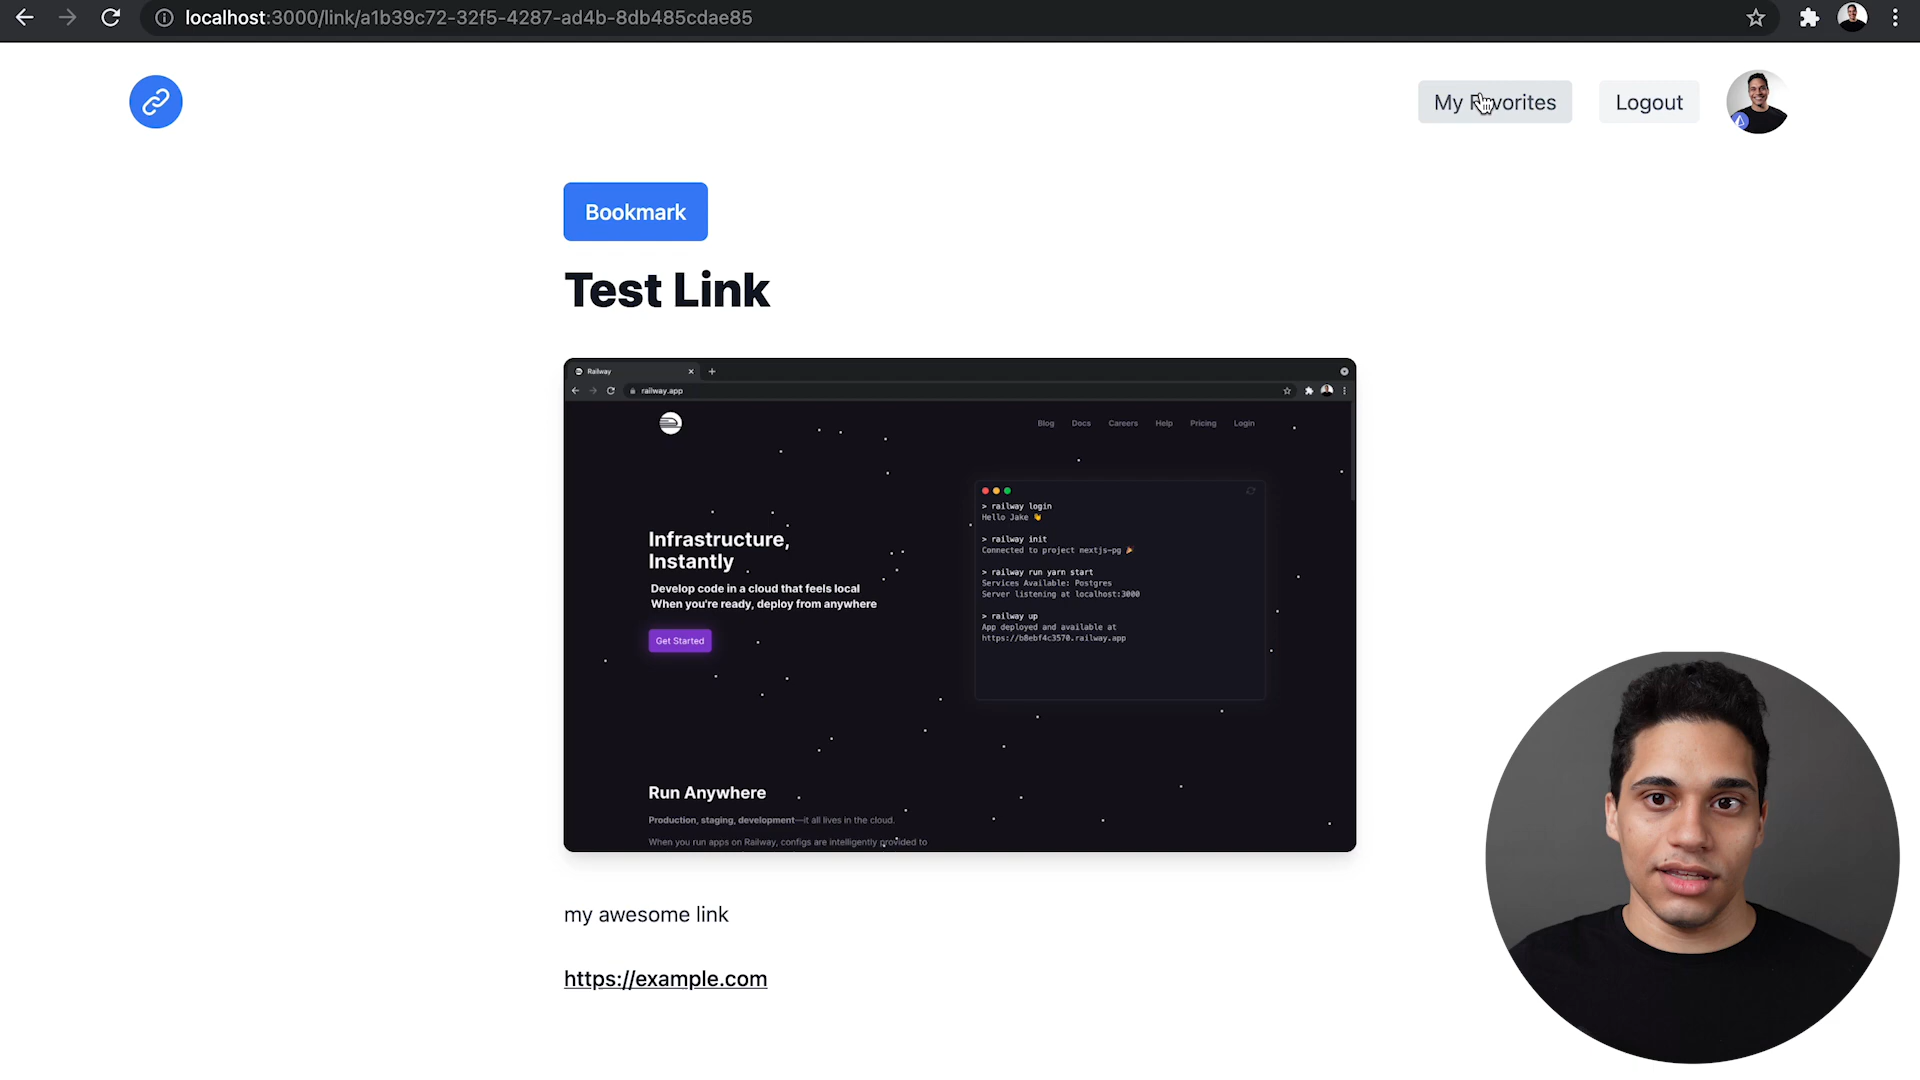 localhost:3000/link/a1b39c72-32f5-4287-ad4b-8db485cdae85
My Favorites
Logout
Bookmark
Test Link
Railway
railway.app
Blog Docs Careers Help Pricing Login
Infrastructure,
Instantly
Develop code in a cloud that feels local
When you're ready, deploy from anywhere
Get Started
> railway login
Hello Jake 👋
> railway init
Connected to project nextjs-pg 🎉
> railway run yarn start
Services Available: Postgres
Server listening at localhost:3000
> railway up
App deployed and available at
https://b8ebf4c3570.railway.app
Run Anywhere
Production, staging, development—it all lives in the cloud.
When you run apps on Railway, configs are intelligently provided to
my awesome link
https://example.com